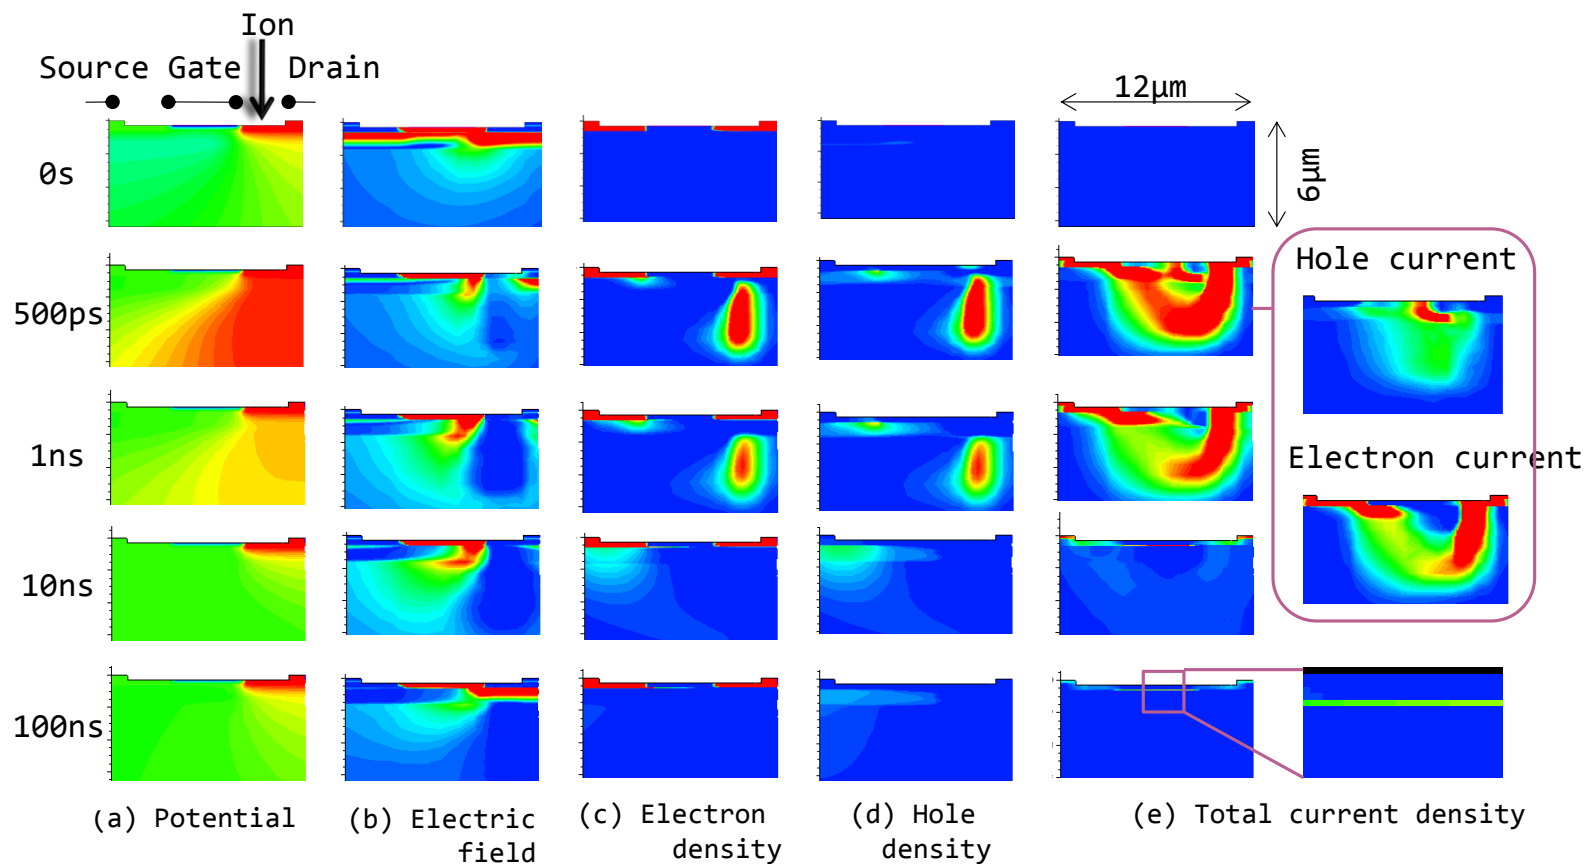 Ion
Source Gate Drain
12μm
0s
6μm
500ps
Hole current
1ns
Electron current
10ns
100ns
(a) Potential
(b) Electric
field
(c) Electron
density
(d) Hole
density
(e) Total current density